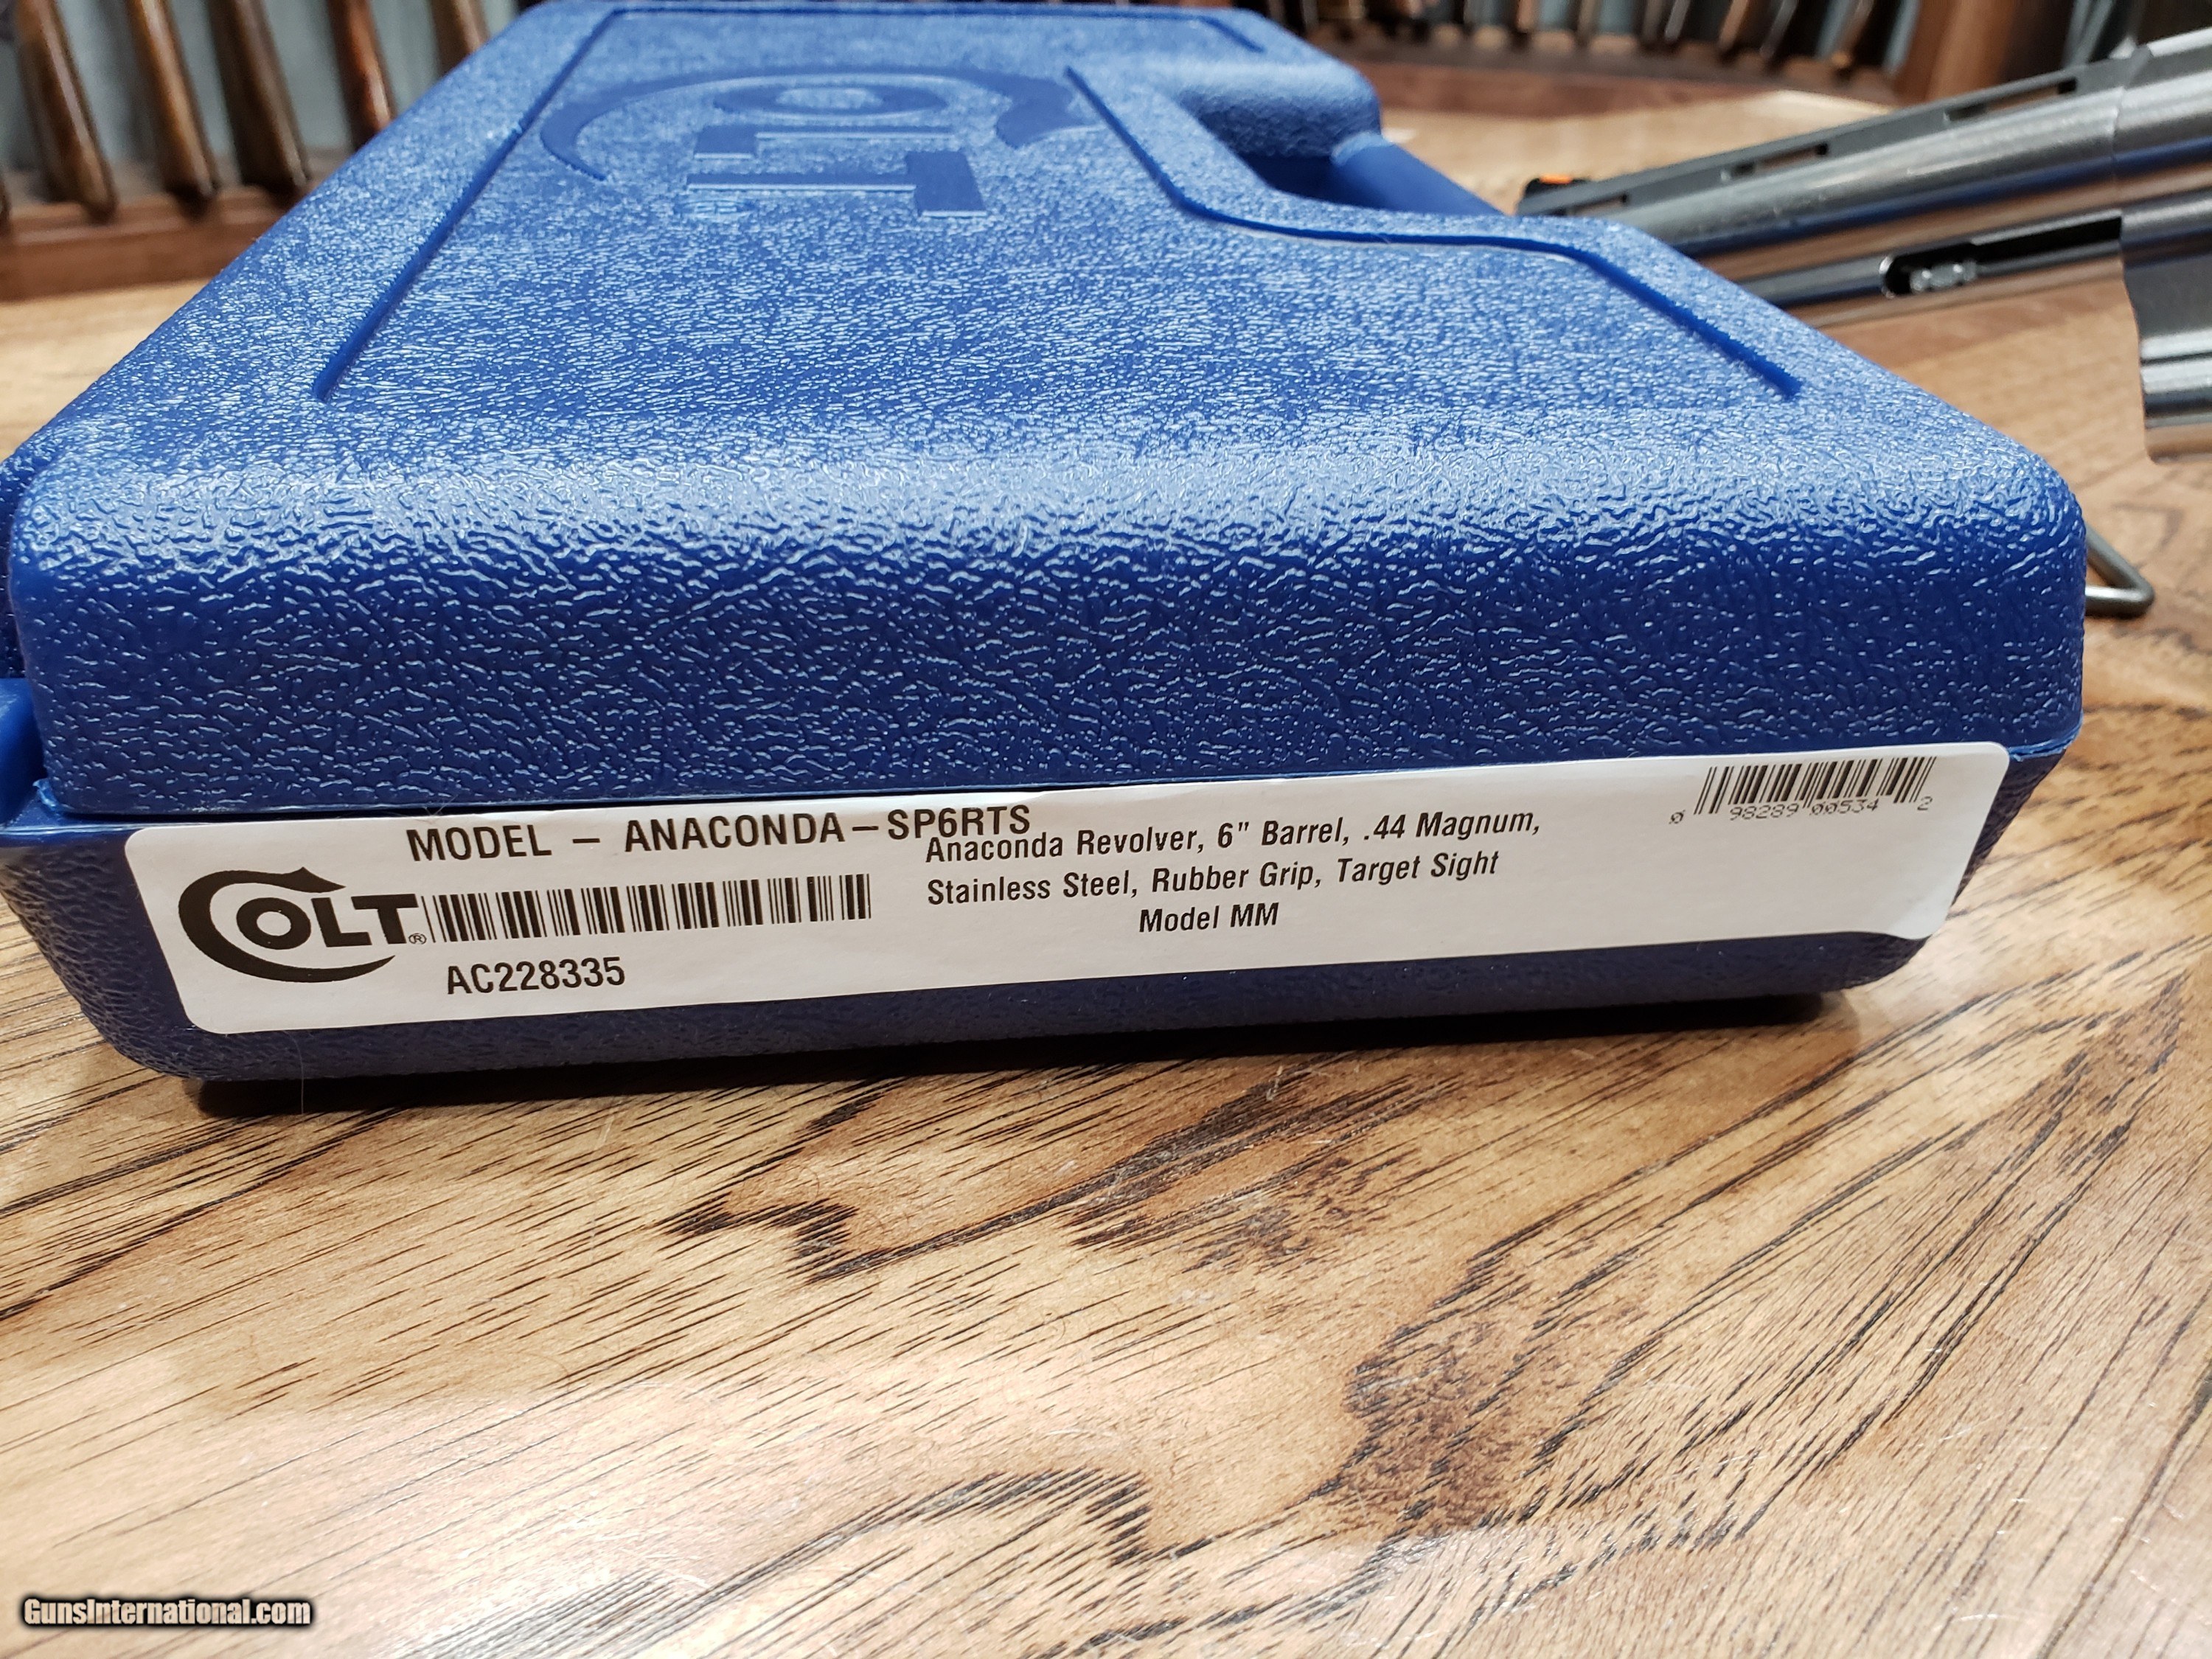 COLT
MODEL – ANACONDA–SP6RTS
COLT®
AC228335
Anaconda Revolver, 6" Barrel, .44 Magnum,
Stainless Steel, Rubber Grip, Target Sight
Model MM
0 98289 00534 2
GunsInternational.com